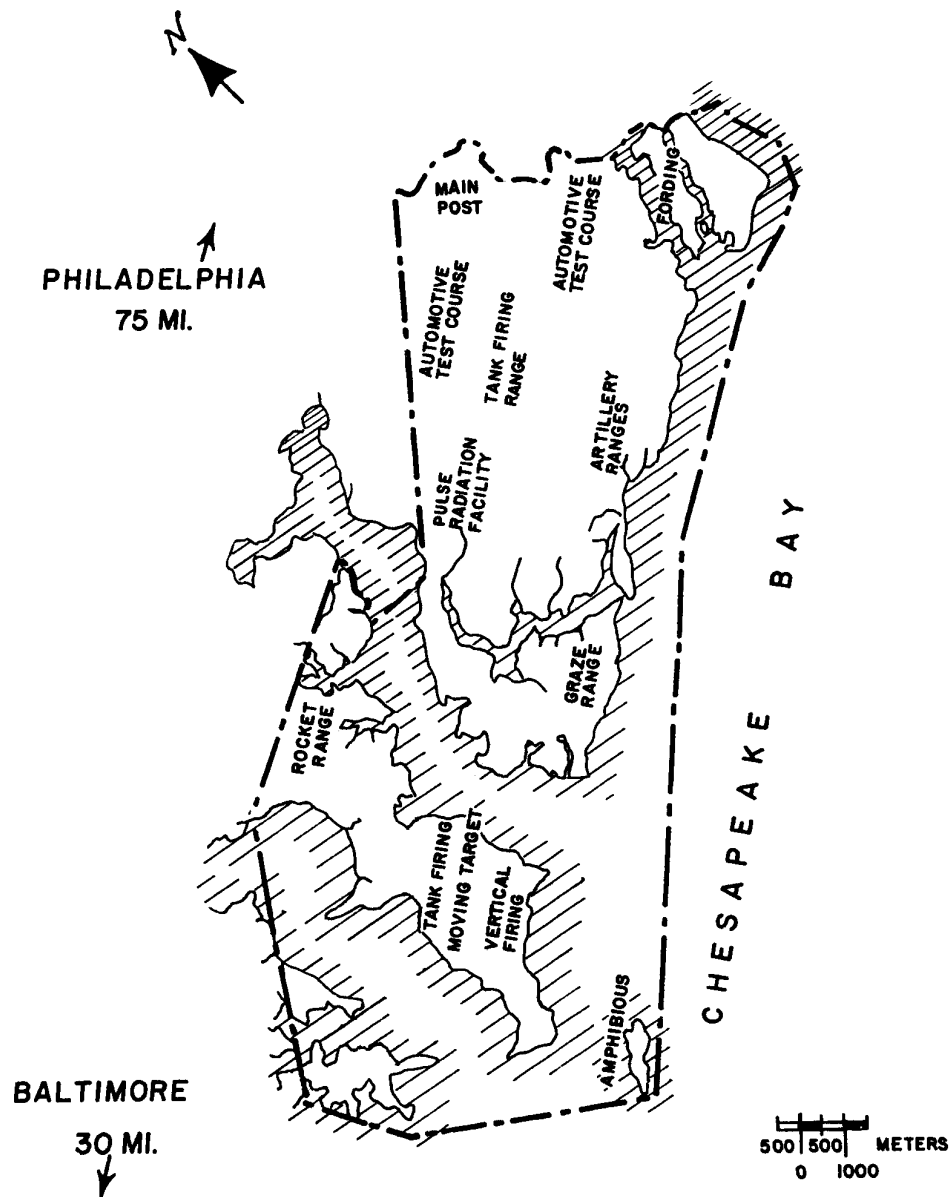 N
MAIN
POST
FORDING
AUTOMOTIVE
TEST COURSE
PHILADELPHIA
75 MI.
AUTOMOTIVE
TEST COURSE
TANK FIRING
RANGE
ARTILLERY
RANGES
PULSE
RADIATION
FACILITY
GRAZE
RANGE
ROCKET
RANGE
CHESAPEAKE BAY
TANK FIRING
MOVING TARGET
VERTICAL
FIRING
AMPHIBIOUS
BALTIMORE
30 MI.
500 500 METERS
0 1000